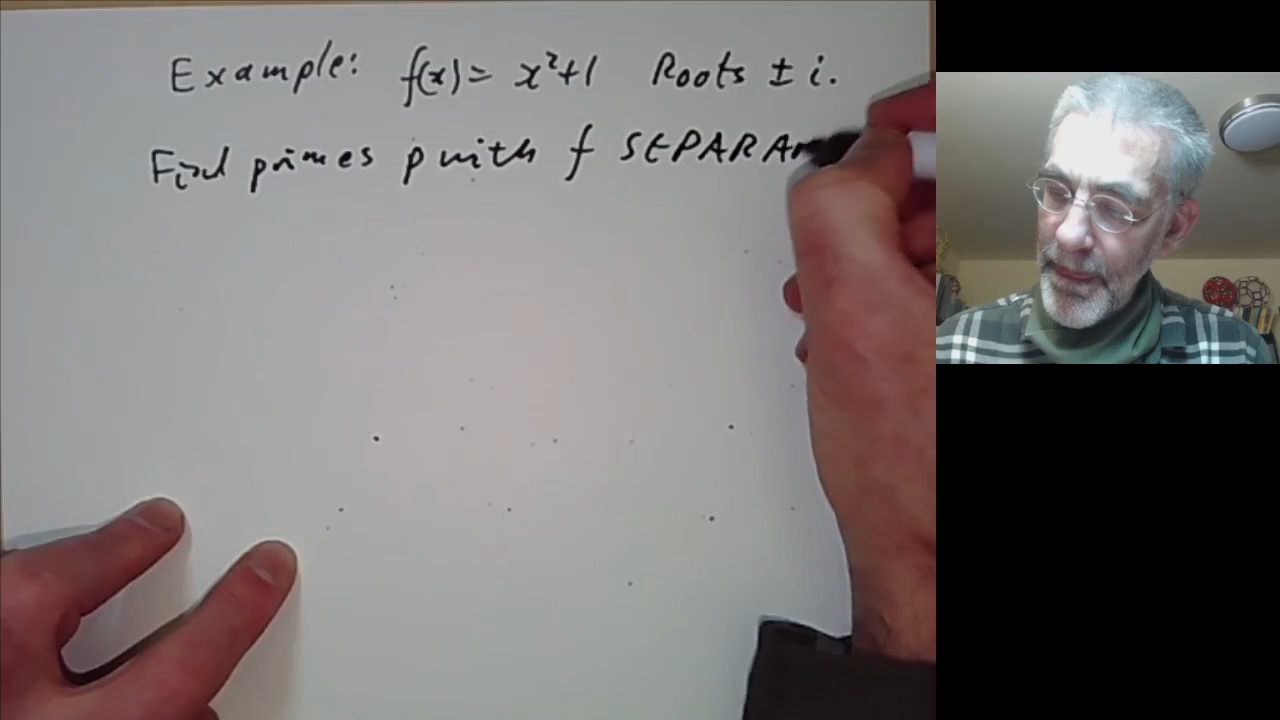 Example: f(x) = x²+1 Roots ± i.
Find primes p with f SEPARA